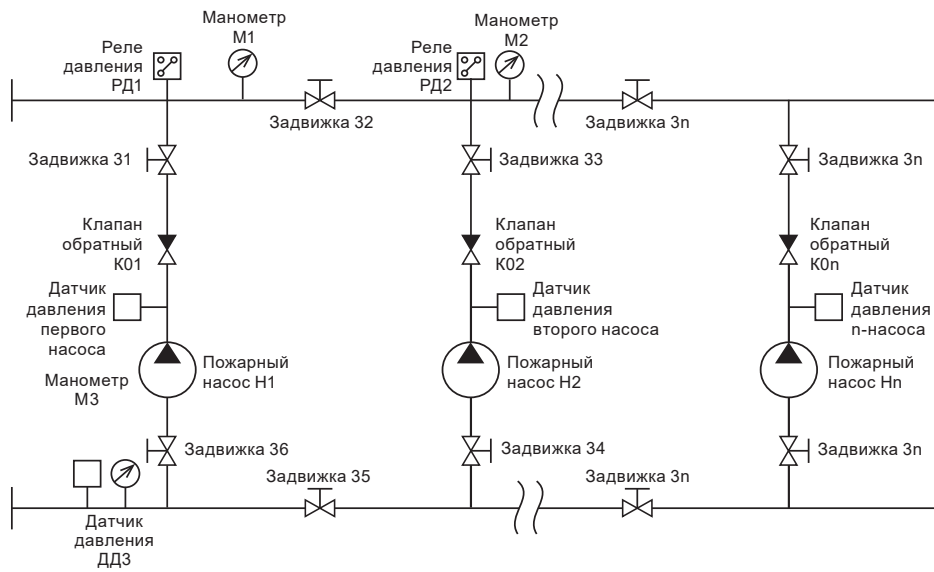 Манометр
М1
Реле
давления
РД1
Манометр
М2
Реле
давления
РД2
Задвижка 32
Задвижка 3n
Задвижка 31
Задвижка 33
Задвижка 3n
Клапан
обратный
К01
Клапан
обратный
К02
Клапан
обратный
К0n
Датчик
давления
первого
насоса
Датчик
давления
второго насоса
Датчик
давления
n-насоса
Пожарный
насос Н1
Пожарный
насос Н2
Пожарный
насос Нn
Манометр
М3
Задвижка 36
Задвижка 34
Задвижка 3n
Задвижка 35
Задвижка 3n
Датчик
давления
ДД3